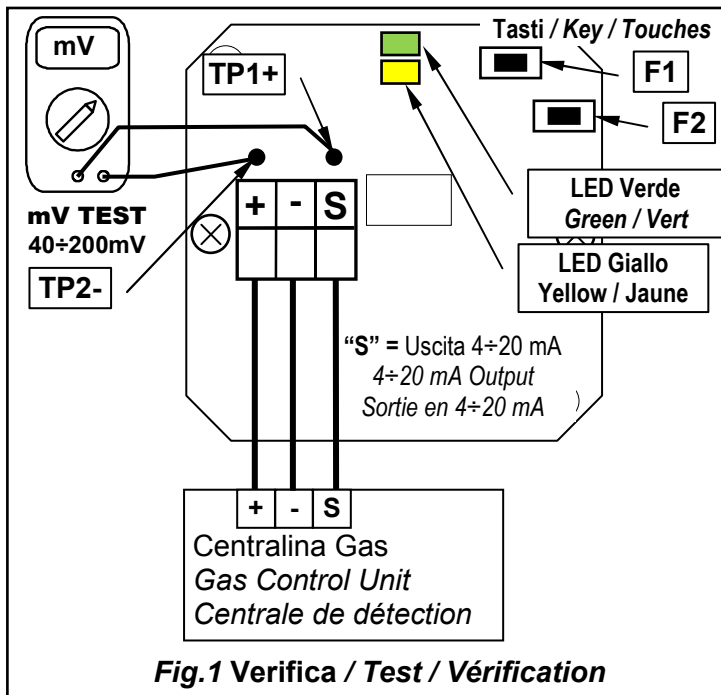 mV
Tasti / Key / Touches
TP1+
F1
F2
mV TEST
40÷200mV
+ - S
LED Verde
Green / Vert
TP2-
LED Giallo
Yellow / Jaune
“S” = Uscita 4÷20 mA
4÷20 mA Output
Sortie en 4÷20 mA
+ - S
Centralina Gas
Gas Control Unit
Centrale de détection
Fig.1 Verifica / Test / Vérification